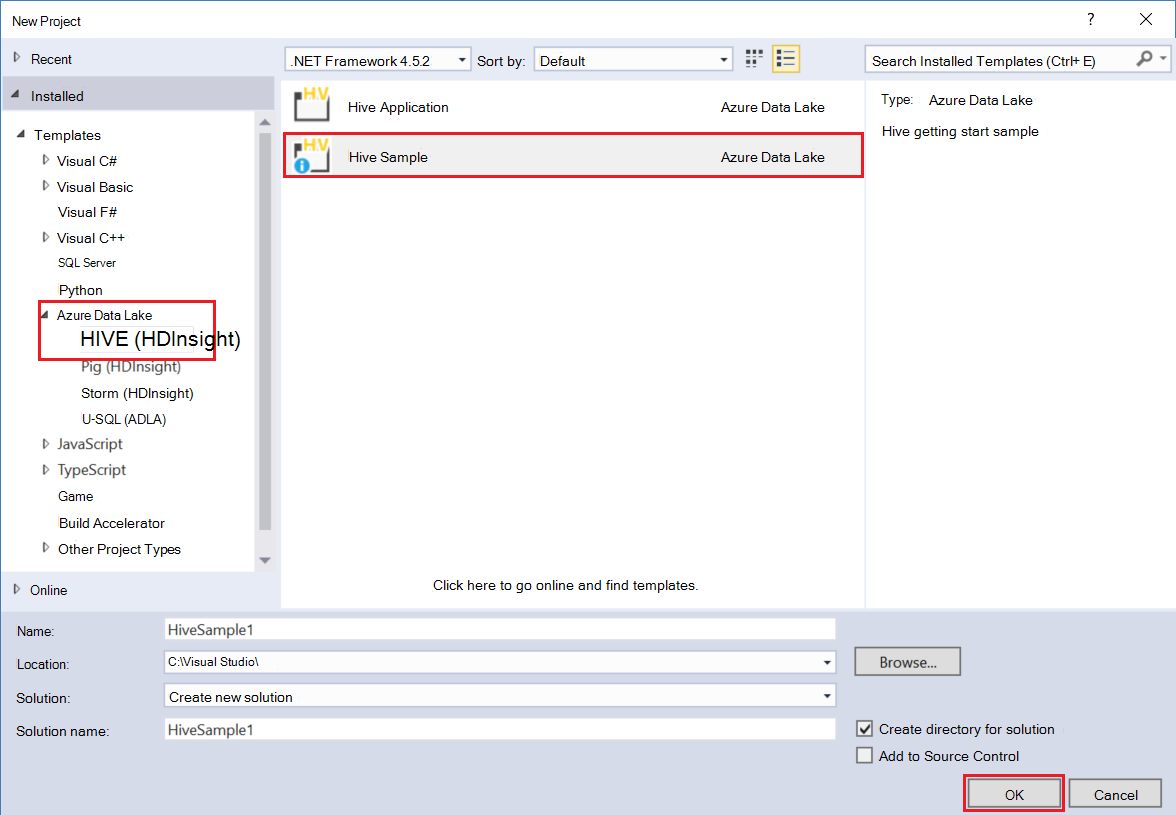 New Project
?
Recent
Installed
Templates
Visual C#
Visual Basic
Visual F#
Visual C++
SQL Server
Python
Azure Data Lake
HIVE (HDInsight)
Pig (HDInsight)
Storm (HDInsight)
U-SQL (ADLA)
JavaScript
TypeScript
Game
Build Accelerator
Other Project Types
Online
.NET Framework 4.5.2
Sort by:
Default
Search Installed Templates (Ctrl+ E)
H.V Hive Application Azure Data Lake
H.V Hive Sample Azure Data Lake
Click here to go online and find templates.
Type: Azure Data Lake
Hive getting start sample
Name: HiveSample1
Location: C:\Visual Studio\
Browse...
Solution: Create new solution
Solution name: HiveSample1
Create directory for solution
Add to Source Control
OK
Cancel